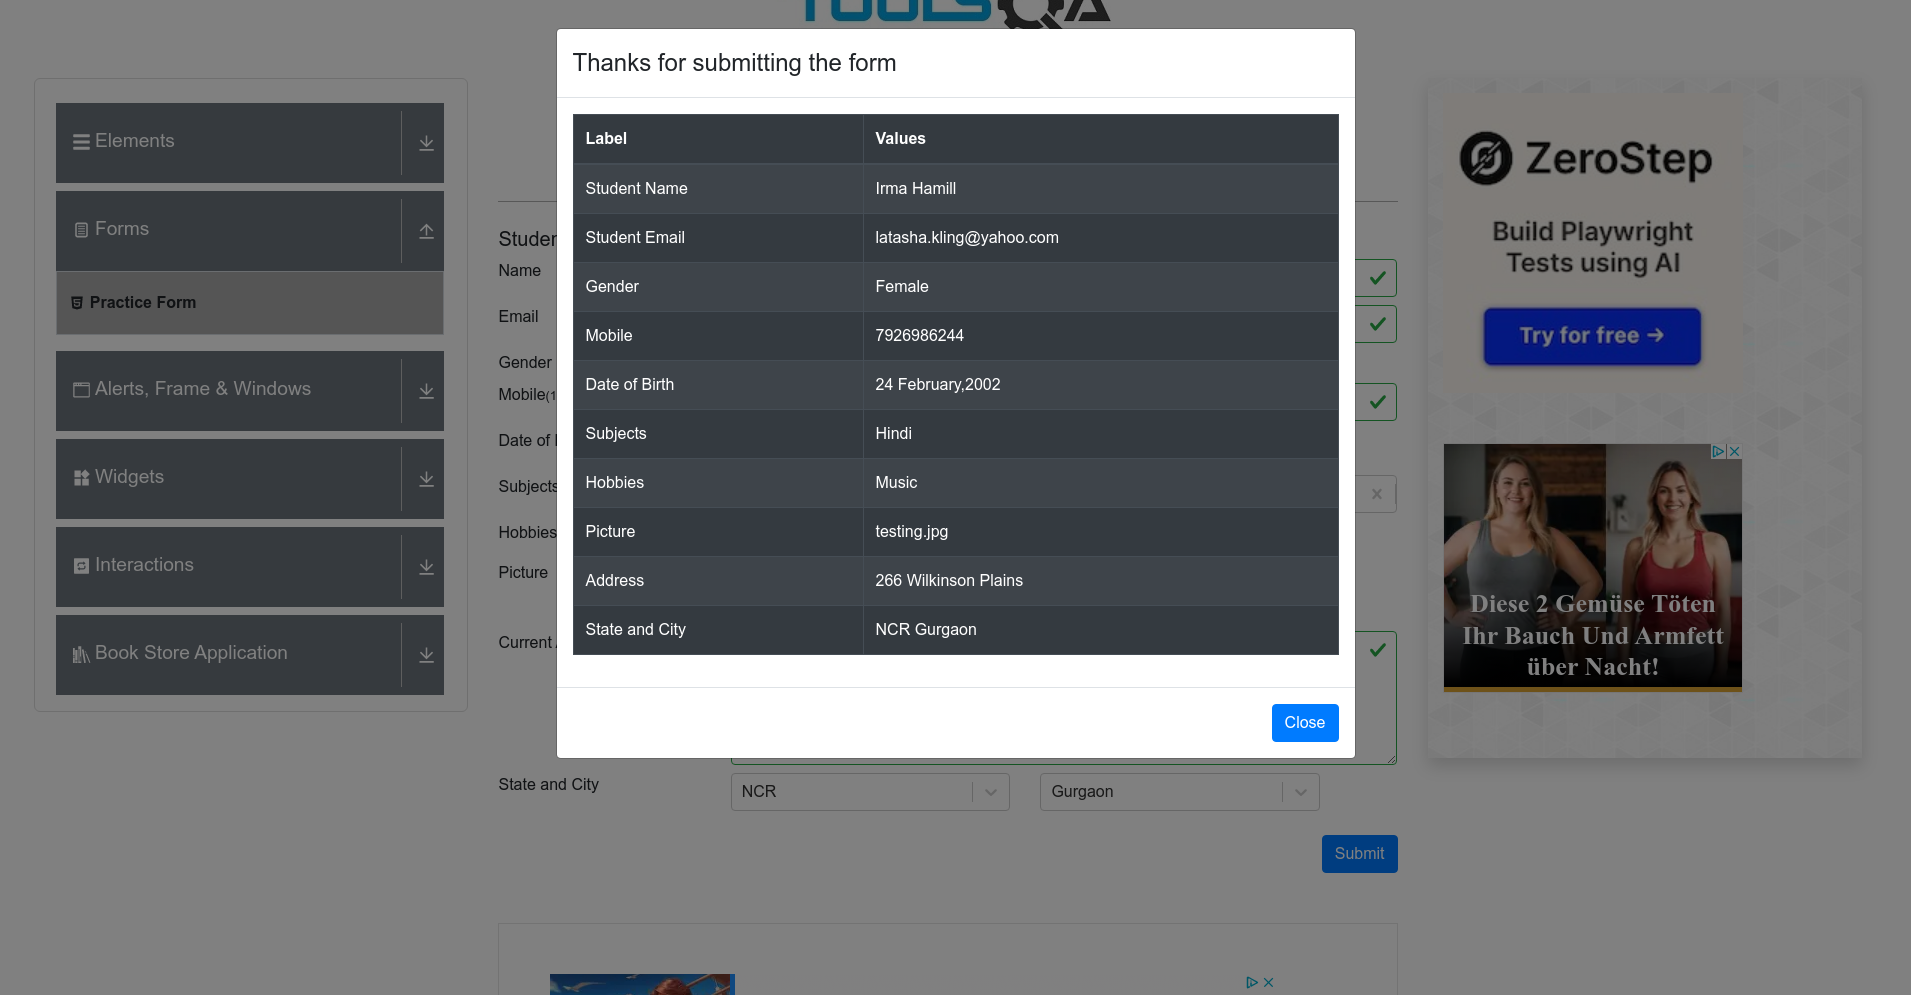 TOOLSQA
Thanks for submitting the form
Label Values
Student Name Irma Hamill
Student Email latasha.kling@yahoo.com
Gender Female
Mobile 7926986244
Date of Birth 24 February,2002
Subjects Hindi
Hobbies Music
Picture testing.jpg
Address 266 Wilkinson Plains
State and City NCR Gurgaon
Close
Elements
Forms
Practice Form
Alerts, Frame & Windows
Widgets
Interactions
Book Store Application
Studen
Name
Email
Gender
Mobile(1
Date of
Subjects
Hobbies
Picture
Current
State and City NCR Gurgaon
Submit
ZeroStep
Build Playwright
Tests using AI
Try for free →
Diese 2 Gemüse Töten
Ihr Bauch Und Armfett
über Nacht!